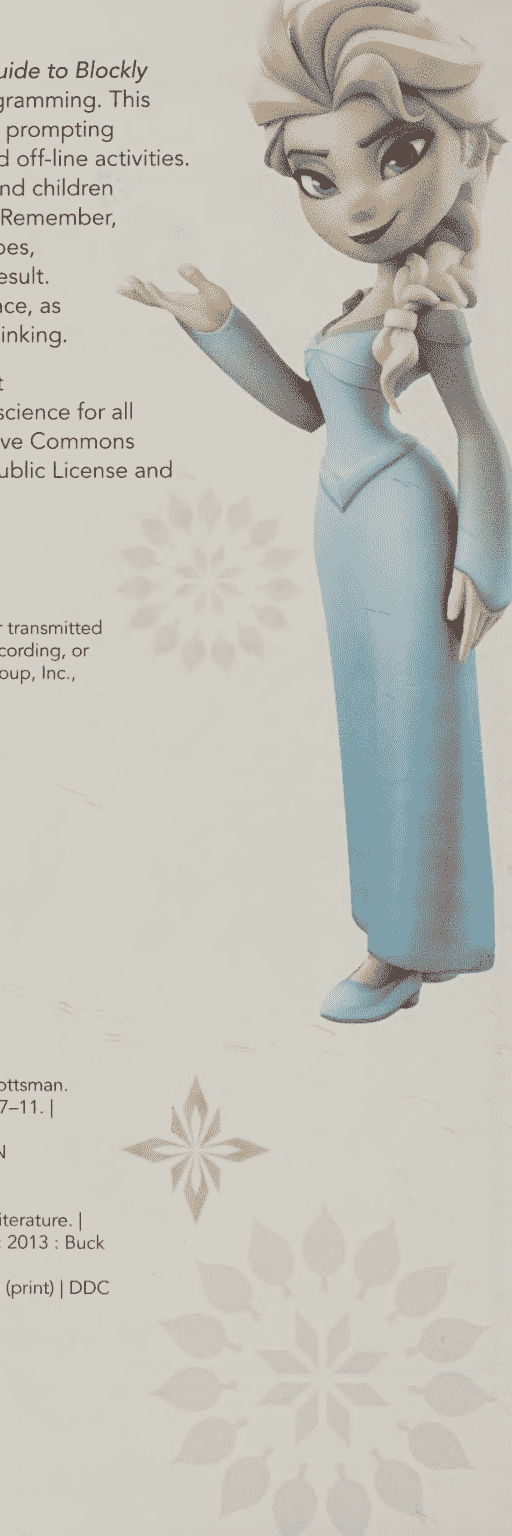 uide to Blockly
gramming. This
prompting
d off-line activities.
nd children
Remember,
oes,
esult.
ace, as
inking.
t
science for all
ve Commons
ublic License and
r transmitted
cording, or
oup, Inc.,
ottsman.
7–11. |
N
iterature. |
: 2013 : Buck
(print) | DDC